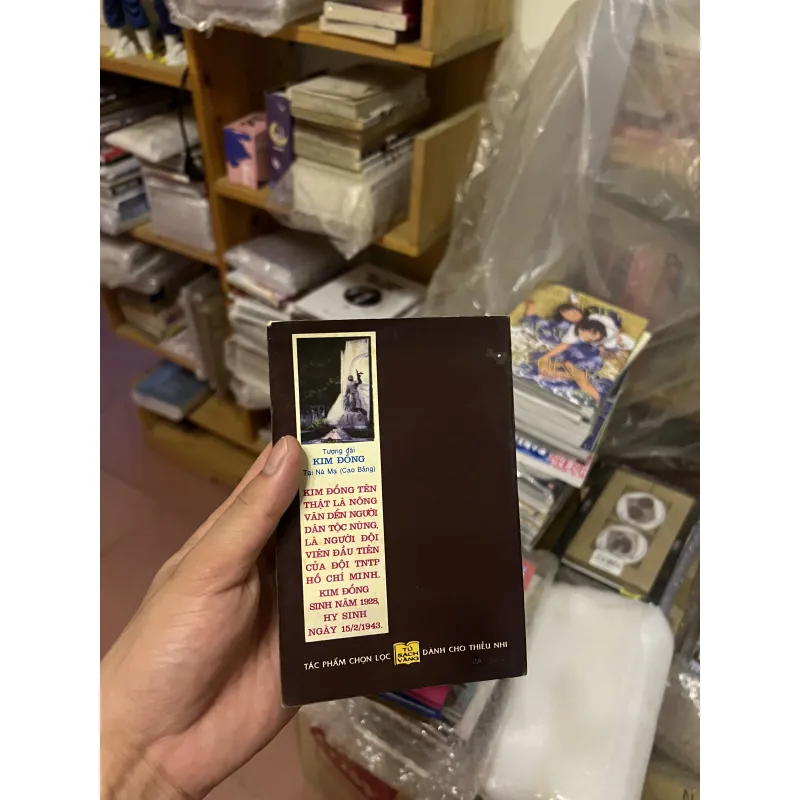 Tượng đài
KIM ĐỒNG
Tại Nà Mạ (Cao Bằng)
KIM ĐỒNG TÊN
THẬT LÀ NÔNG
VĂN DỀN NGƯỜI
DÂN TỘC NÙNG,
LÀ NGƯỜI ĐỘI
VIÊN ĐẦU TIÊN
CỦA ĐỘI TNTP
HỒ CHÍ MINH.
KIM ĐỒNG
SINH NĂM 1928,
HY SINH
NGÀY 15/2/1943.
TÁC PHẨM CHỌN LỌC TỦ SÁCH VÀNG DÀNH CHO THIẾU NHI